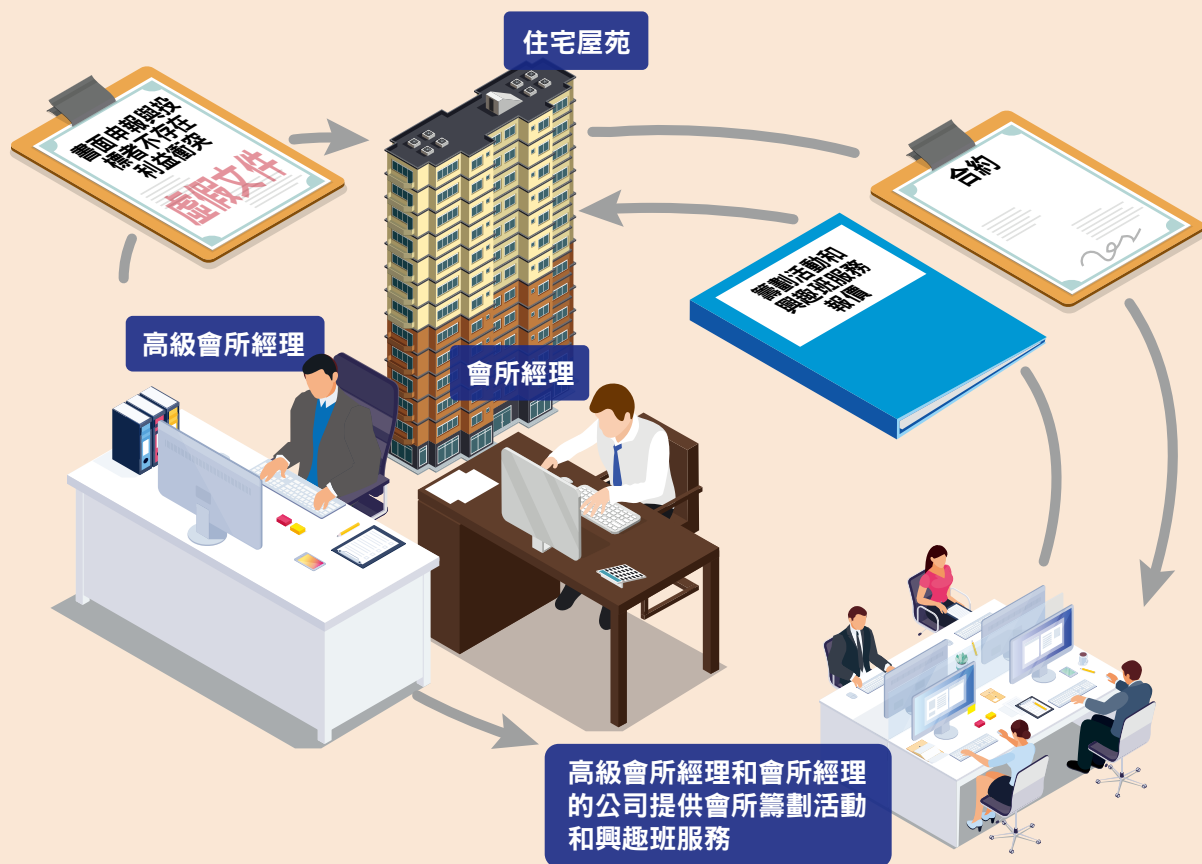 住宅屋苑
書面申報與投
標者不存在
利益衝突
虛假文件
合約
籌劃活動和
興趣班服務
報價
高級會所經理
會所經理
高級會所經理和會所經理
的公司提供會所籌劃活動
和興趣班服務